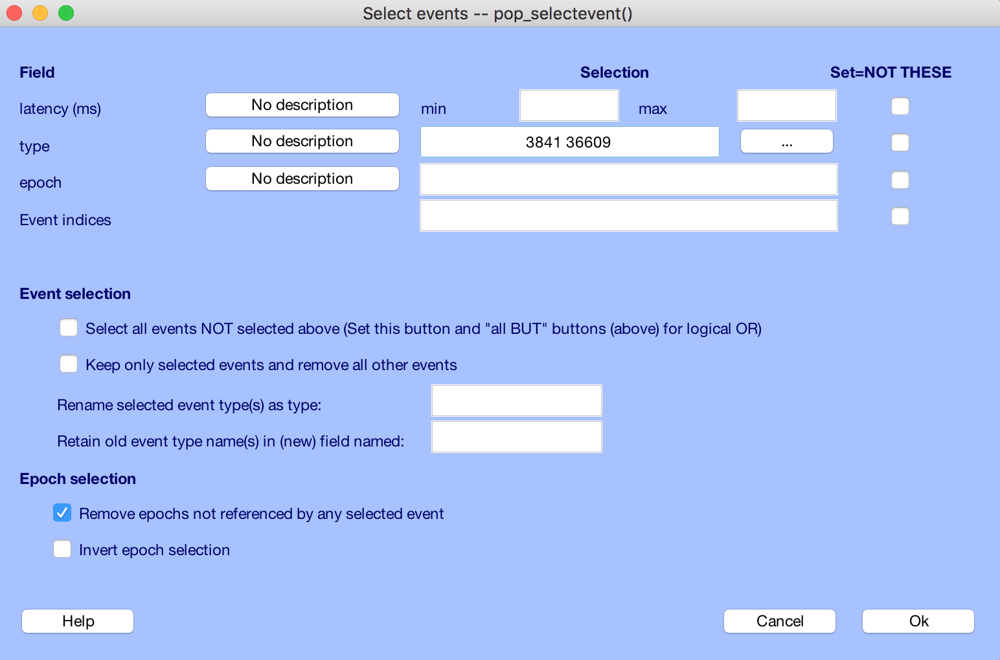 Select events -- pop_selectevent()
Field Selection Set=NOT THESE
latency (ms) No description min max
type No description 3841 36609 ...
epoch No description
Event indices
Event selection
Select all events NOT selected above (Set this button and "all BUT" buttons (above) for logical OR)
Keep only selected events and remove all other events
Rename selected event type(s) as type:
Retain old event type name(s) in (new) field named:
Epoch selection
Remove epochs not referenced by any selected event
Invert epoch selection
Help Cancel Ok